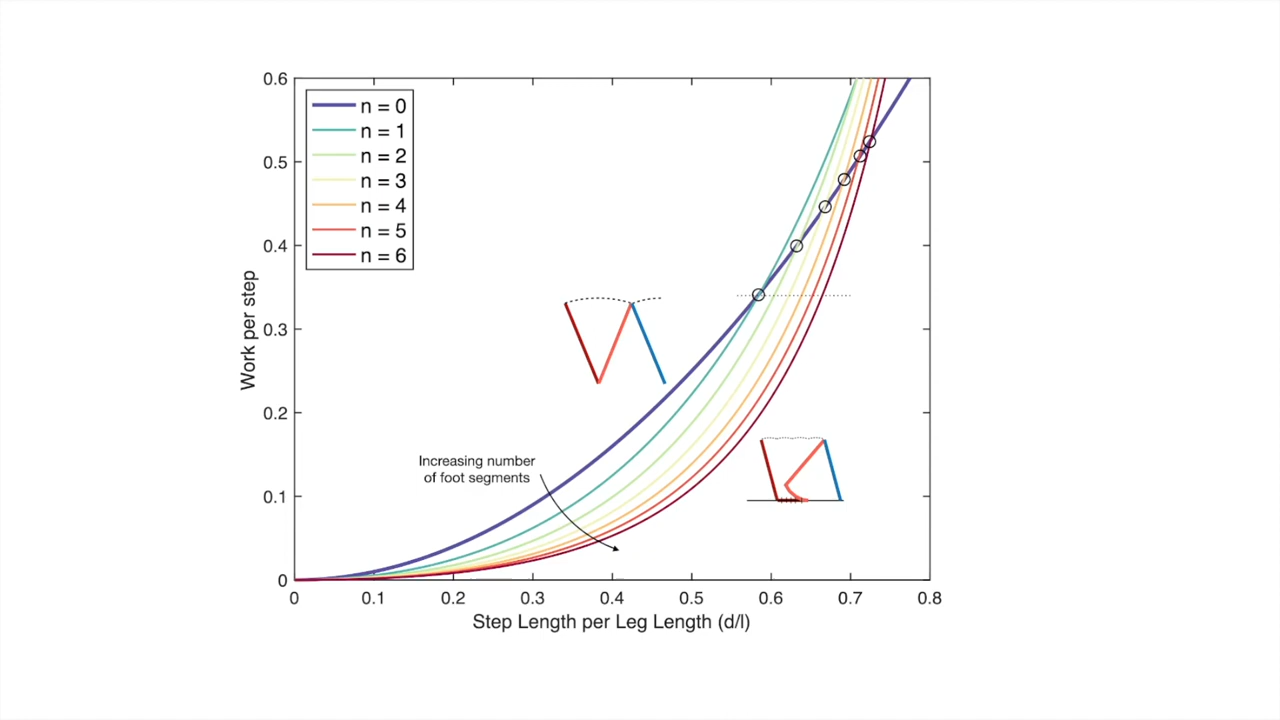 0.6
0.5
0.4
0.3
0.2
0.1
0
Work per step
n = 0
n = 1
n = 2
n = 3
n = 4
n = 5
n = 6
Increasing number
of foot segments
0 0.1 0.2 0.3 0.4 0.5 0.6 0.7 0.8
Step Length per Leg Length (d/l)